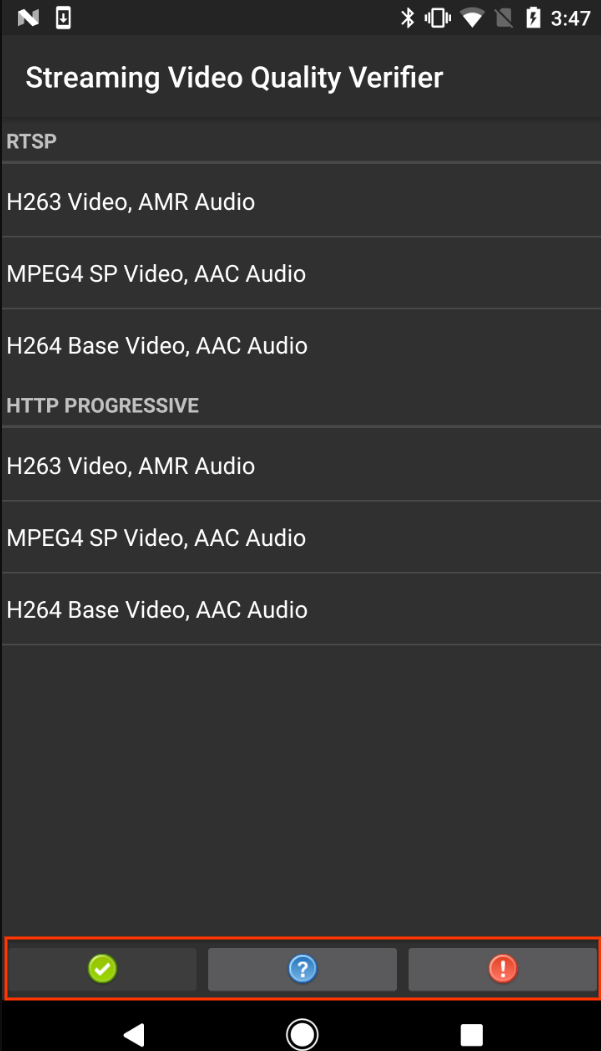 3:47
Streaming Video Quality Verifier
RTSP
H263 Video, AMR Audio
MPEG4 SP Video, AAC Audio
H264 Base Video, AAC Audio
HTTP PROGRESSIVE
H263 Video, AMR Audio
MPEG4 SP Video, AAC Audio
H264 Base Video, AAC Audio